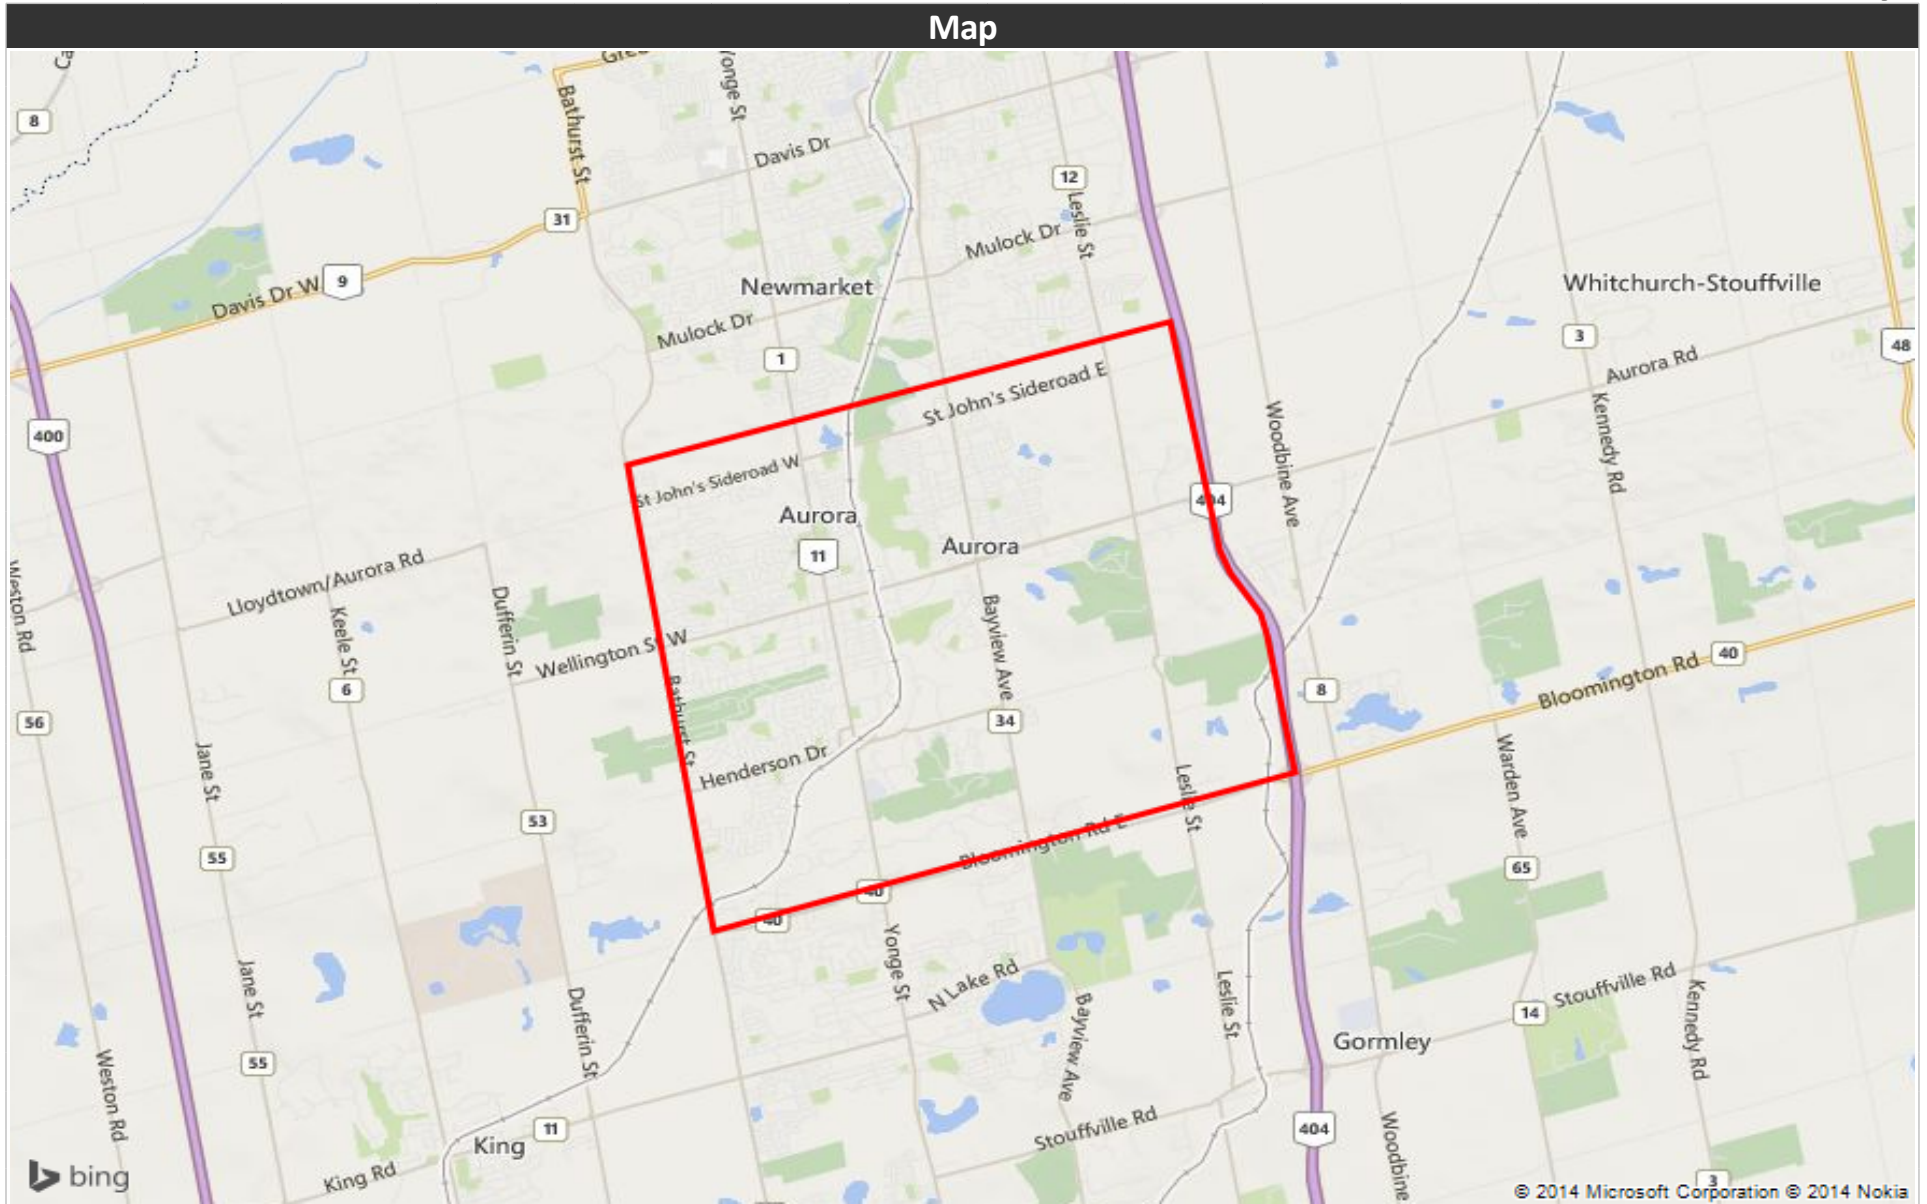 Map
Yonge St
Bathurst St
Davis Dr
8
12
Leslie St
31
Mulock Dr
Newmarket
Whitchurch-Stouffville
9
Davis Dr W
Mulock Dr
1
3
48
Aurora Rd
St John's Sideroad E
Kennedy Rd
Woodbine Ave
400
St John's Sideroad W
404
Aurora
11
Aurora
Lloydtown/Aurora Rd
Weston Rd
Keele St
Dufferin St
Bayview Ave
Wellington St W
40
Bloomington Rd
6
8
Bathurst St
56
34
Jane St
Henderson Dr
Warden Ave
Leslie St
53
Bloomington Rd E
55
65
40
40
Yonge St
N Lake Rd
Jane St
Dufferin St
Bayview Ave
Leslie St
Stouffville Rd
14
Kennedy Rd
Gormley
55
Weston Rd
11
King
Stouffville Rd
404
Woodbine
King Rd
3
bing
© 2014 Microsoft Corporation © 2014 Nokia